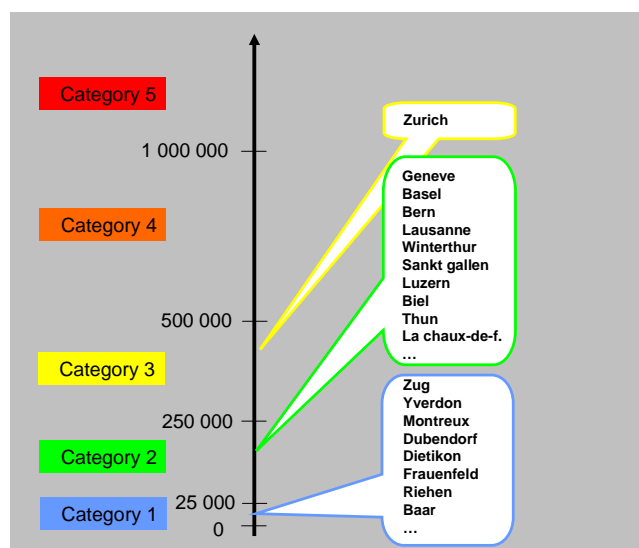 Category 5
Zurich
1 000 000
Geneve
Basel
Bern
Category 4
Lausanne
Winterthur
Sankt gallen
Luzern
Biel
500 000
Thun
La chaux-de-f.
...
Category 3
Zug
Yverdon
250 000
Montreux
Dubendorf
Category 2
Dietikon
Frauenfeld
Riehen
25 000
Baar
Category 1
0
...